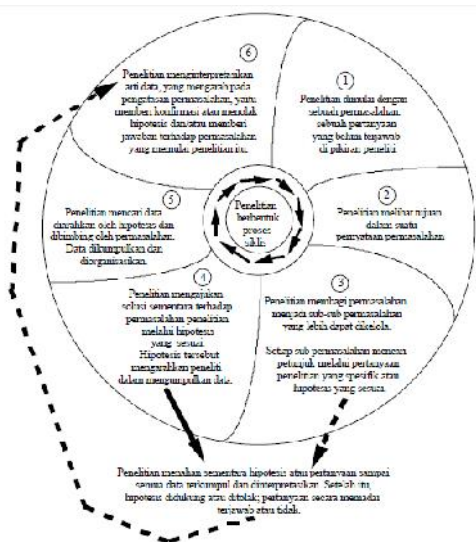 6
Penelitian menginterpretasikan
arti data, yang mengarah pada
pengatasan permasalahan, yaitu
memberi konfirmasi atau menolak
hipotesis dan/atau memberi
jawaban terhadap permasalahan
yang memulai penelitian itu.
1
Penelitian dimulai dengan
sebuah permasalahan,
sebuah pertanyaan
yang belum terjawab
di pikiran peneliti
2
Penelitian melihat tujuan
dalam suatu
pernyataan permasalahan
3
Penelitian membagi permasalahan
menjadi sub-sub permasalahan
yang lebih dapat dikelola.
Setiap sub permasalahan mencari
petunjuk melalui pertanyaan
penelitian yang spesifik atau
hipotesis yang sesuai.
4
Penelitian mengajukan
solusi sementara terhadap
permasalahan penelitian
melalui hipotesis
yang sesuai.
Hipotesis tersebut
mengarahkan peneliti
dalam mengumpulkan data.
5
Penelitian mencari data
diarahkan oleh hipotesis dan
dibimbing oleh permasalahan.
Data dikumpulkan dan
diorganisasikan.
Penelitian
berbentuk
proses
siklis
Penelitian menahan sementara hipotesis atau pertanyaan sampai
semua data terkumpul dan diinterpretasikan. Setelah itu,
hipotesis didukung atau ditolak; pertanyaan secara memadai
terjawab atau tidak.